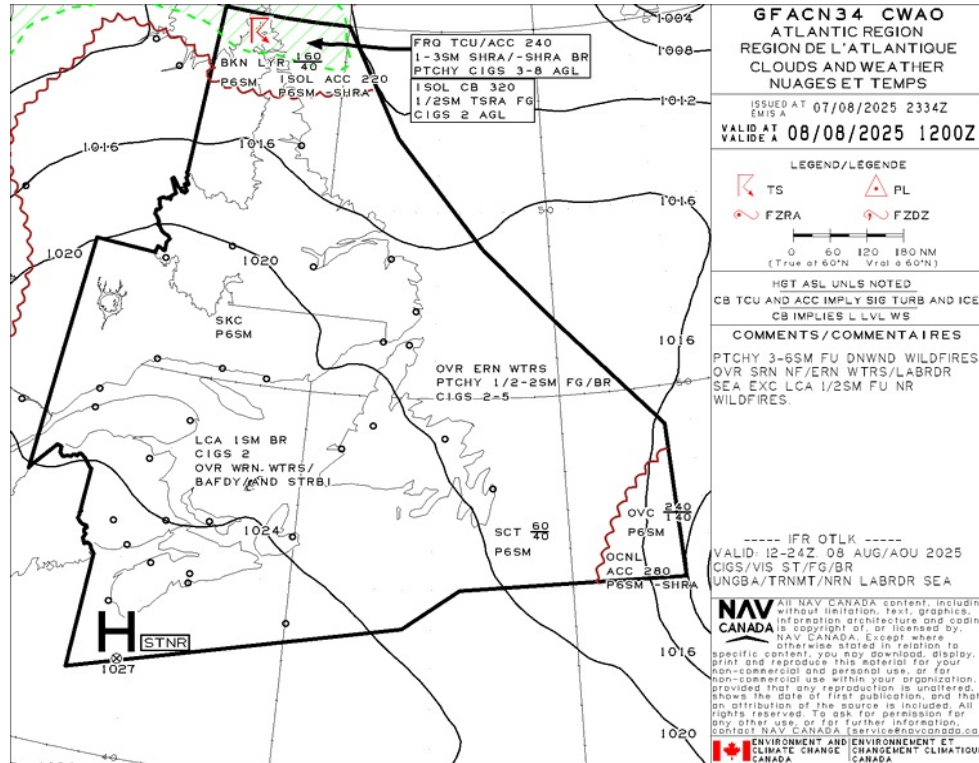 1004
1008
1012
1016
1016
1016
1016
1020
1020
1020
1024
50
50
40
FRQ TCU/ACC 240
1-3SM SHRA/-SHRA BR
PTCHY CIGS 3-8 AGL
ISOL CB 320
1/2SM TSRA FG
CIGS 2 AGL
BKN LYR 160
40
P6SM
ISOL ACC 220
P6SM -SHRA
SKC
P6SM
OVR ERN WTRS
PTCHY 1/2-2SM FG/BR
CIGS 2-5
LCA 1SM BR
CIGS 2
OVR WRN WTRS/
BAFDY/AND STRBI
SCT 60
40
P6SM
OVC 240
140
P6SM
OCNL
ACC 280
P6SM -SHRA
H STNR
1027
GFACN34 CWAO
ATLANTIC REGION
REGION DE L'ATLANTIQUE
CLOUDS AND WEATHER
NUAGES ET TEMPS
ISSUED AT 07/08/2025 2334Z
EMIS A
VALID AT 08/08/2025 1200Z
VALIDE A
LEGEND/LEGENDE
TS PL
FZRA FZDZ
0 60 120 180 NM
(True at 60°N Vrai a 60°N)
HGT ASL UNLS NOTED
CB TCU AND ACC IMPLY SIG TURB AND ICE
CB IMPLIES L LVL WS
COMMENTS/COMMENTAIRES
PTCHY 3-6SM FU DNWND WILDFIRES
OVR SRN NF/ERN WTRS/LABRDR
SEA EXC LCA 1/2SM FU NR
WILDFIRES.
----- IFR OTLK -----
VALID: 12-24Z. 08 AUG/AOU 2025
CIGS/VIS ST/FG/BR
UNGBA/TRNMT/NRN LABRDR SEA
NAV CANADA
All NAV CANADA content, including
without limitation, text, graphics,
information architecture and coding
is copyright of, or licensed by,
NAV CANADA. Except where
otherwise stated in relation to
specific content, you may download, display,
print and reproduce this material for your
non-commercial and personal use, or for
non-commercial use within your organization,
provided that any reproduction is unaltered,
shows the date of first publication, and that
an attribution of the source is included. All
rights reserved. To ask for permission for
any other use, or for further information,
contact NAV CANADA (service@navcanada.ca
ENVIRONMENT AND CLIMATE CHANGE CANADA
ENVIRONNEMENT ET CHANGEMENT CLIMATIQUE CANADA